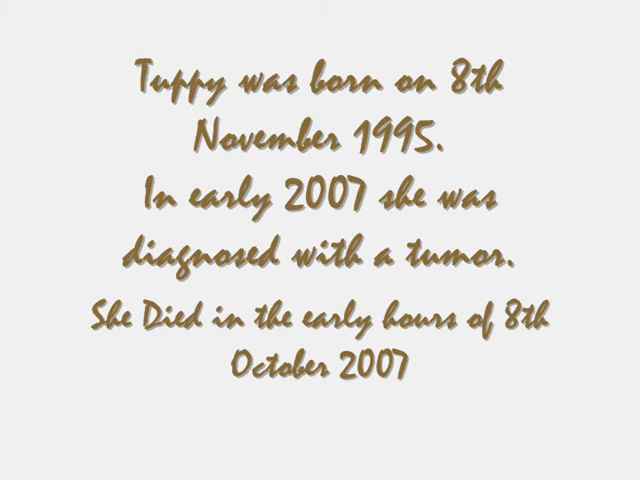 Tuppy was born on 8th
November 1995.
In early 2007 she was
diagnosed with a tumor.
She Died in the early hours of 8th
October 2007